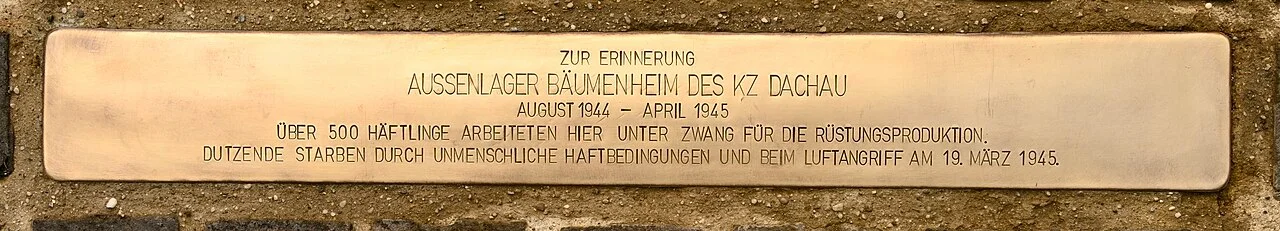 ZUR ERINNERUNG
AUSSENLAGER BÄUMENHEIM DES KZ DACHAU
AUGUST 1944 – APRIL 1945
ÜBER 500 HÄFTLINGE ARBEITETEN HIER UNTER ZWANG FÜR DIE RÜSTUNGSPRODUKTION.
DUTZENDE STARBEN DURCH UNMENSCHLICHE HAFTBEDINGUNGEN UND BEIM LUFTANGRIFF AM 19. MÄRZ 1945.